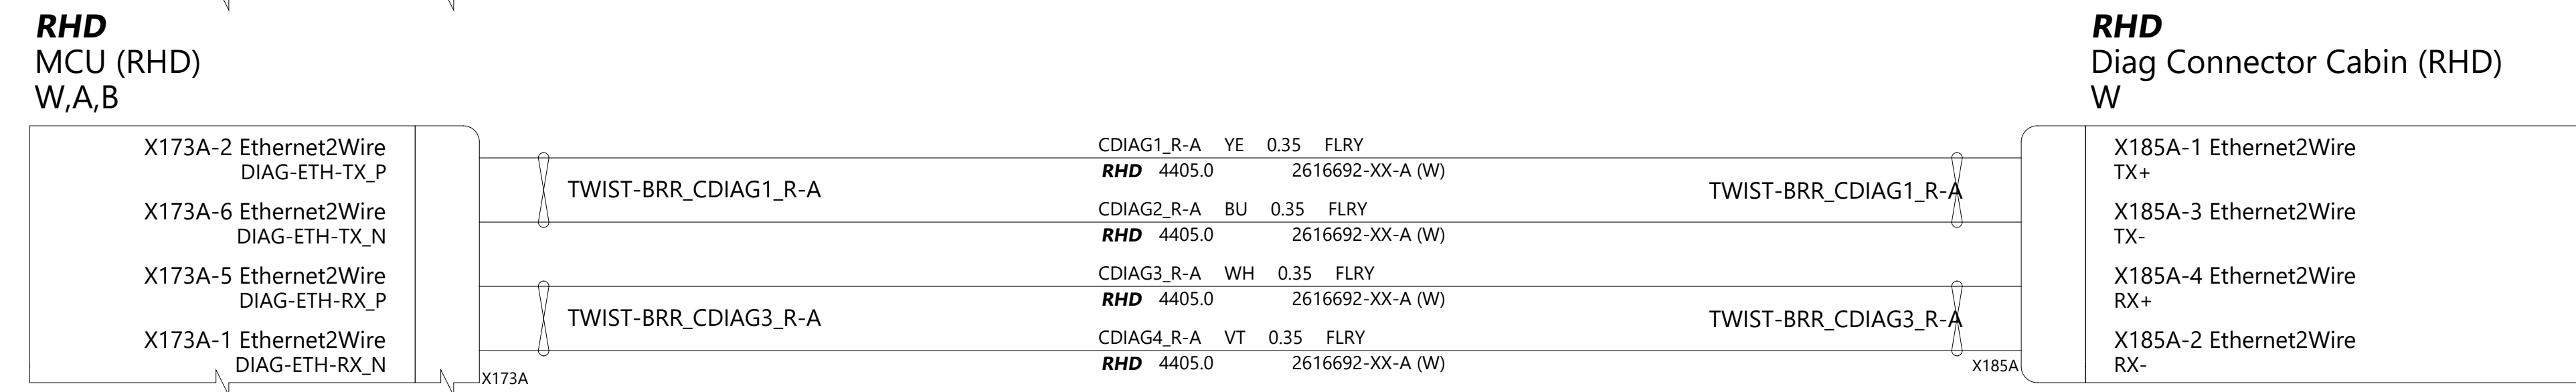 RHD
MCU (RHD)
W,A,B
X173A-2 Ethernet2Wire
DIAG-ETH-TX_P
X173A-6 Ethernet2Wire
DIAG-ETH-TX_N
X173A-5 Ethernet2Wire
DIAG-ETH-RX_P
X173A-1 Ethernet2Wire
DIAG-ETH-RX_N
X173A
TWIST-BRR_CDIAG1_R-A
TWIST-BRR_CDIAG3_R-A
CDIAG1_R-A YE 0.35 FLRY
RHD 4405.0 2616692-XX-A (W)
CDIAG2_R-A BU 0.35 FLRY
RHD 4405.0 2616692-XX-A (W)
CDIAG3_R-A WH 0.35 FLRY
RHD 4405.0 2616692-XX-A (W)
CDIAG4_R-A VT 0.35 FLRY
RHD 4405.0 2616692-XX-A (W)
TWIST-BRR_CDIAG1_R-A
TWIST-BRR_CDIAG3_R-A
X185A
RHD
Diag Connector Cabin (RHD)
W
X185A-1 Ethernet2Wire
TX+
X185A-3 Ethernet2Wire
TX-
X185A-4 Ethernet2Wire
RX+
X185A-2 Ethernet2Wire
RX-